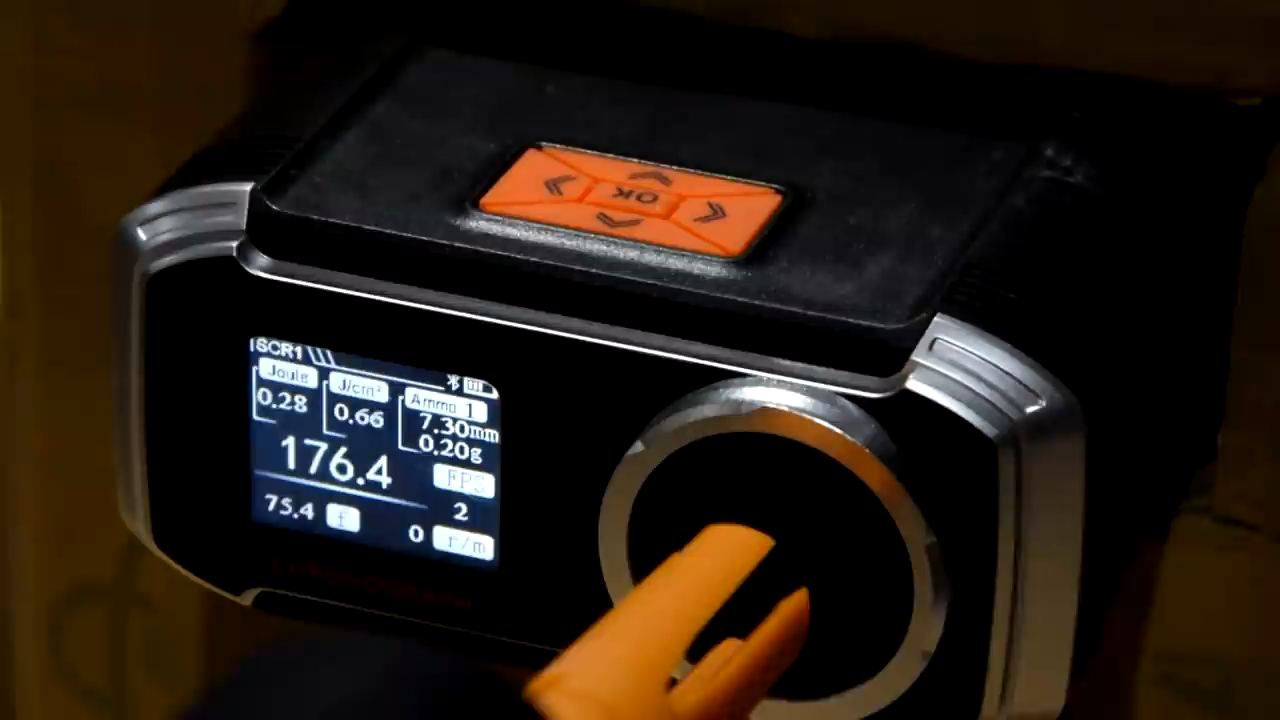 OK
SCR1
Joule
J/cm²
Ammo 1
0.28
0.66
7.30mm
0.20g
176.4
FPS
2
75.4 f
0 r/m